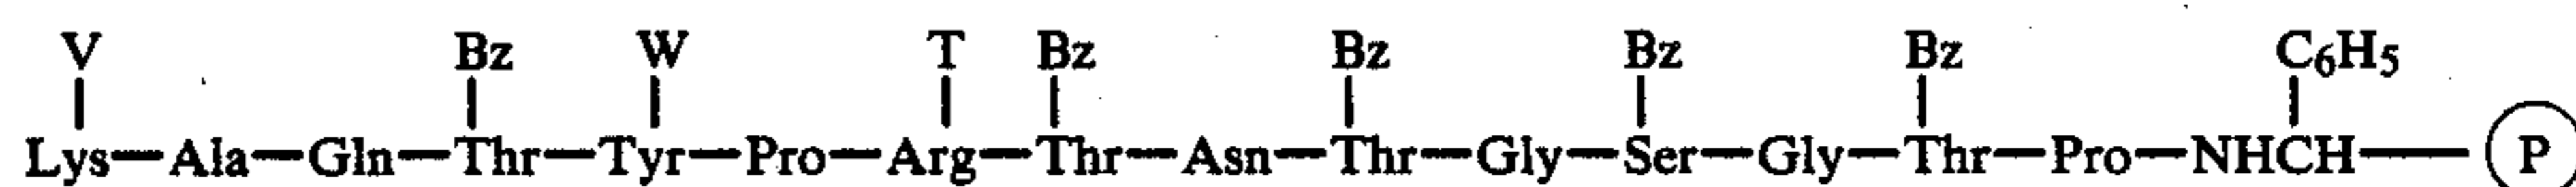 V Bz W T Bz Bz Bz Bz C6H5
Lys—Ala—Gln—Thr—Tyr—Pro—Arg—Thr—Asn—Thr—Gly—Ser—Gly—Thr—Pro—NHCH—P